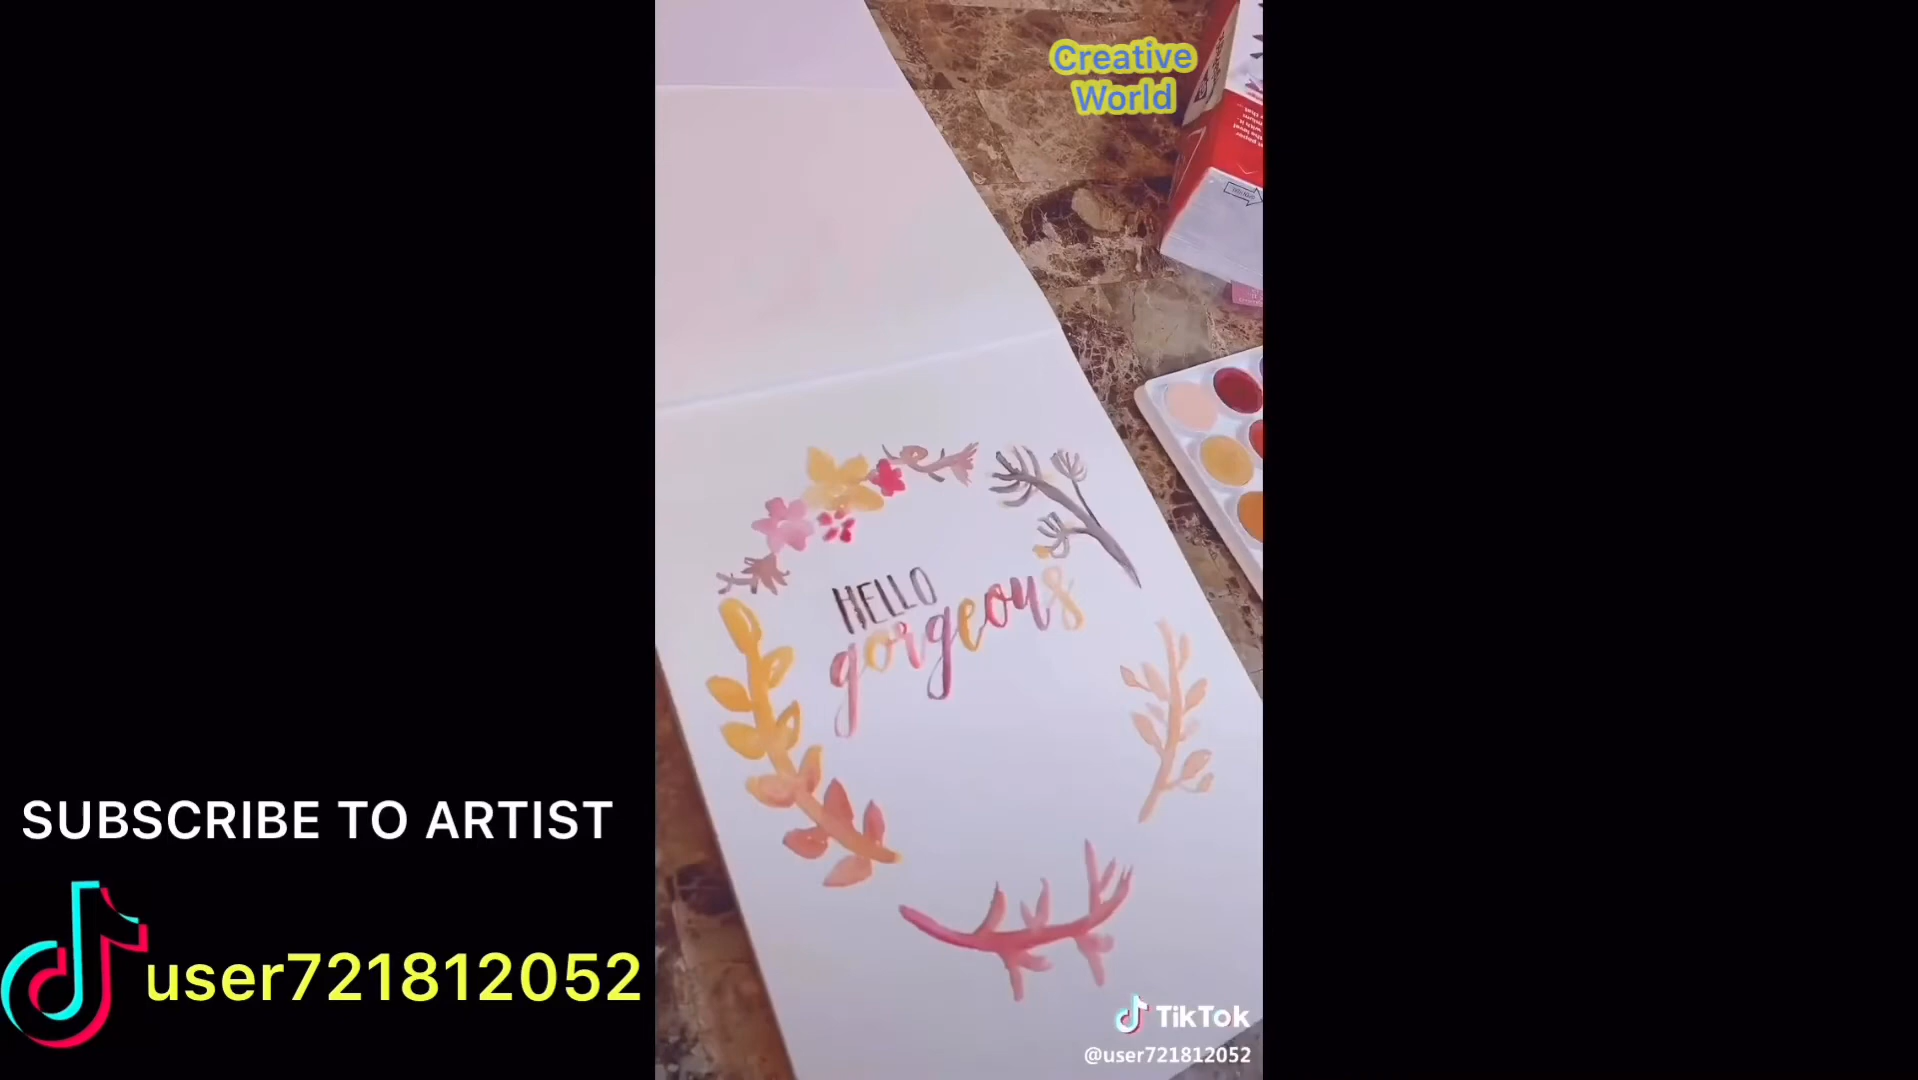 Creative
World
HELLO
gorgeous
SUBSCRIBE TO ARTIST
user721812052
TikTok
@user721812052